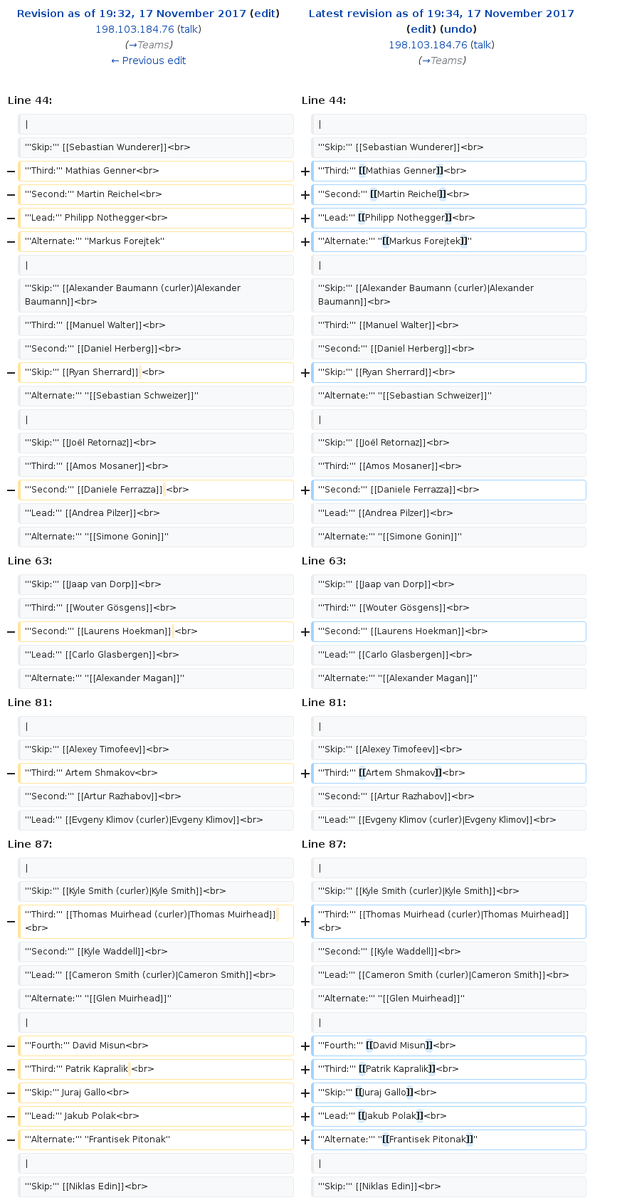 Revision as of 19:32, 17 November 2017 (edit) Latest revision as of 19:34, 17 November 2017
198.103.184.76 (talk) (edit) (undo)
(→Teams) 198.103.184.76 (talk)
← Previous edit (→Teams)
Line 44: Line 44:
| |
'''Skip:''' [[Sebastian Wunderer]]<br> '''Skip:''' [[Sebastian Wunderer]]<br>
− '''Third:''' Mathias Genner<br> + '''Third:''' [[Mathias Genner]]<br>
− '''Second:''' Martin Reichel<br> + '''Second:''' [[Martin Reichel]]<br>
− '''Lead:''' Philipp Nothegger<br> + '''Lead:''' [[Philipp Nothegger]]<br>
− '''Alternate:''' ''Markus Forejtek'' + '''Alternate:''' ''[[Markus Forejtek]]''
| |
'''Skip:''' [[Alexander Baumann (curler)|Alexander '''Skip:''' [[Alexander Baumann (curler)|Alexander
Baumann]]<br> Baumann]]<br>
'''Third:''' [[Manuel Walter]]<br> '''Third:''' [[Manuel Walter]]<br>
'''Second:''' [[Daniel Herberg]]<br> '''Second:''' [[Daniel Herberg]]<br>
− '''Skip:''' [[Ryan Sherrard]] <br> + '''Skip:''' [[Ryan Sherrard]]<br>
'''Alternate:''' ''[[Sebastian Schweizer]]'' '''Alternate:''' ''[[Sebastian Schweizer]]''
| |
'''Skip:''' [[Joël Retornaz]]<br> '''Skip:''' [[Joël Retornaz]]<br>
'''Third:''' [[Amos Mosaner]]<br> '''Third:''' [[Amos Mosaner]]<br>
− '''Second:''' [[Daniele Ferrazza]] <br> + '''Second:''' [[Daniele Ferrazza]]<br>
'''Lead:''' [[Andrea Pilzer]]<br> '''Lead:''' [[Andrea Pilzer]]<br>
'''Alternate:''' ''[[Simone Gonin]]'' '''Alternate:''' ''[[Simone Gonin]]''
Line 63: Line 63:
'''Skip:''' [[Jaap van Dorp]]<br> '''Skip:''' [[Jaap van Dorp]]<br>
'''Third:''' [[Wouter Gösgens]]<br> '''Third:''' [[Wouter Gösgens]]<br>
− '''Second:''' [[Laurens Hoekman]] <br> + '''Second:''' [[Laurens Hoekman]]<br>
'''Lead:''' [[Carlo Glasbergen]]<br> '''Lead:''' [[Carlo Glasbergen]]<br>
'''Alternate:''' ''[[Alexander Magan]]'' '''Alternate:''' ''[[Alexander Magan]]''
Line 81: Line 81:
| |
'''Skip:''' [[Alexey Timofeev]]<br> '''Skip:''' [[Alexey Timofeev]]<br>
− '''Third:''' Artem Shmakov<br> + '''Third:''' [[Artem Shmakov]]<br>
'''Second:''' [[Artur Razhabov]]<br> '''Second:''' [[Artur Razhabov]]<br>
'''Lead:''' [[Evgeny Klimov (curler)|Evgeny Klimov]]<br> '''Lead:''' [[Evgeny Klimov (curler)|Evgeny Klimov]]<br>
Line 87: Line 87:
| |
'''Skip:''' [[Kyle Smith (curler)|Kyle Smith]]<br> '''Skip:''' [[Kyle Smith (curler)|Kyle Smith]]<br>
− '''Third:''' [[Thomas Muirhead (curler)|Thomas Muirhead]] + '''Third:''' [[Thomas Muirhead (curler)|Thomas Muirhead]]
<br> <br>
'''Second:''' [[Kyle Waddell]]<br> '''Second:''' [[Kyle Waddell]]<br>
'''Lead:''' [[Cameron Smith (curler)|Cameron Smith]]<br> '''Lead:''' [[Cameron Smith (curler)|Cameron Smith]]<br>
'''Alternate:''' ''[[Glen Muirhead]]'' '''Alternate:''' ''[[Glen Muirhead]]''
| |
− '''Fourth:''' David Misun<br> + '''Fourth:''' [[David Misun]]<br>
− '''Third:''' Patrik Kapralik <br> + '''Third:''' [[Patrik Kapralik]]<br>
− '''Skip:''' Juraj Gallo<br> + '''Skip:''' [[Juraj Gallo]]<br>
− '''Lead:''' Jakub Polak<br> + '''Lead:''' [[Jakub Polak]]<br>
− '''Alternate:''' ''Frantisek Pitonak'' + '''Alternate:''' ''[[Frantisek Pitonak]]''
| |
'''Skip:''' [[Niklas Edin]]<br> '''Skip:''' [[Niklas Edin]]<br>